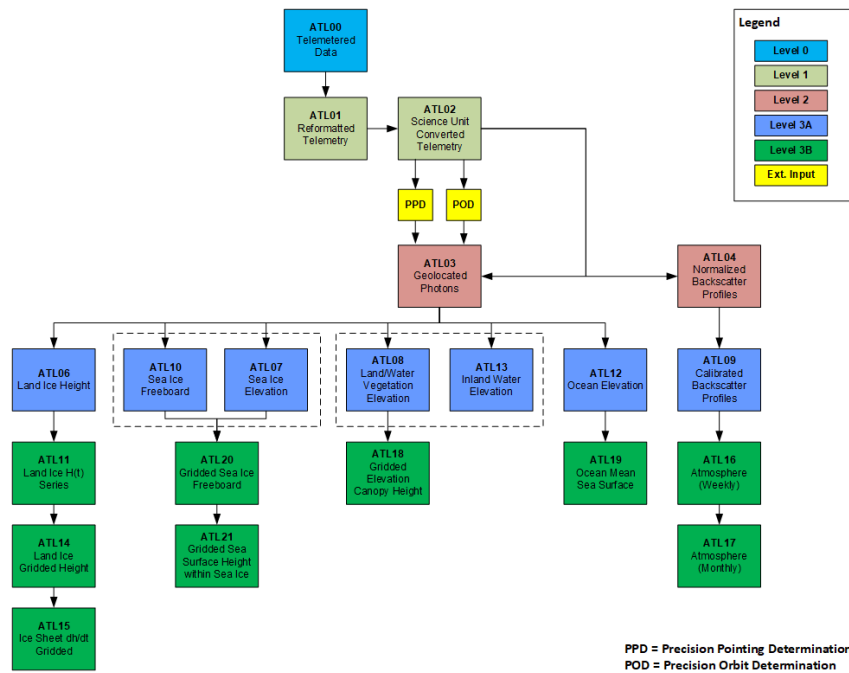 ATL00
Telemetered
Data
Legend
Level 0
Level 1
Level 2
Level 3A
Level 3B
Ext. Input
ATL01
Reformatted
Telemetry
ATL02
Science Unit
Converted
Telemetry
PPD
POD
ATL03
Geolocated
Photons
ATL04
Normalized
Backscatter
Profiles
ATL06
Land Ice Height
ATL10
Sea Ice
Freeboard
ATL07
Sea Ice
Elevation
ATL08
Land/Water
Vegetation
Elevation
ATL13
Inland Water
Elevation
ATL12
Ocean Elevation
ATL09
Calibrated
Backscatter
Profiles
ATL11
Land Ice H(t)
Series
ATL20
Gridded Sea Ice
Freeboard
ATL18
Gridded
Elevation
Canopy Height
ATL19
Ocean Mean
Sea Surface
ATL16
Atmosphere
(Weekly)
ATL14
Land Ice
Gridded Height
ATL21
Gridded Sea
Surface Height
within Sea Ice
ATL17
Atmosphere
(Monthly)
ATL15
Ice Sheet dh/dt
Gridded
PPD = Precision Pointing Determination
POD = Precision Orbit Determination